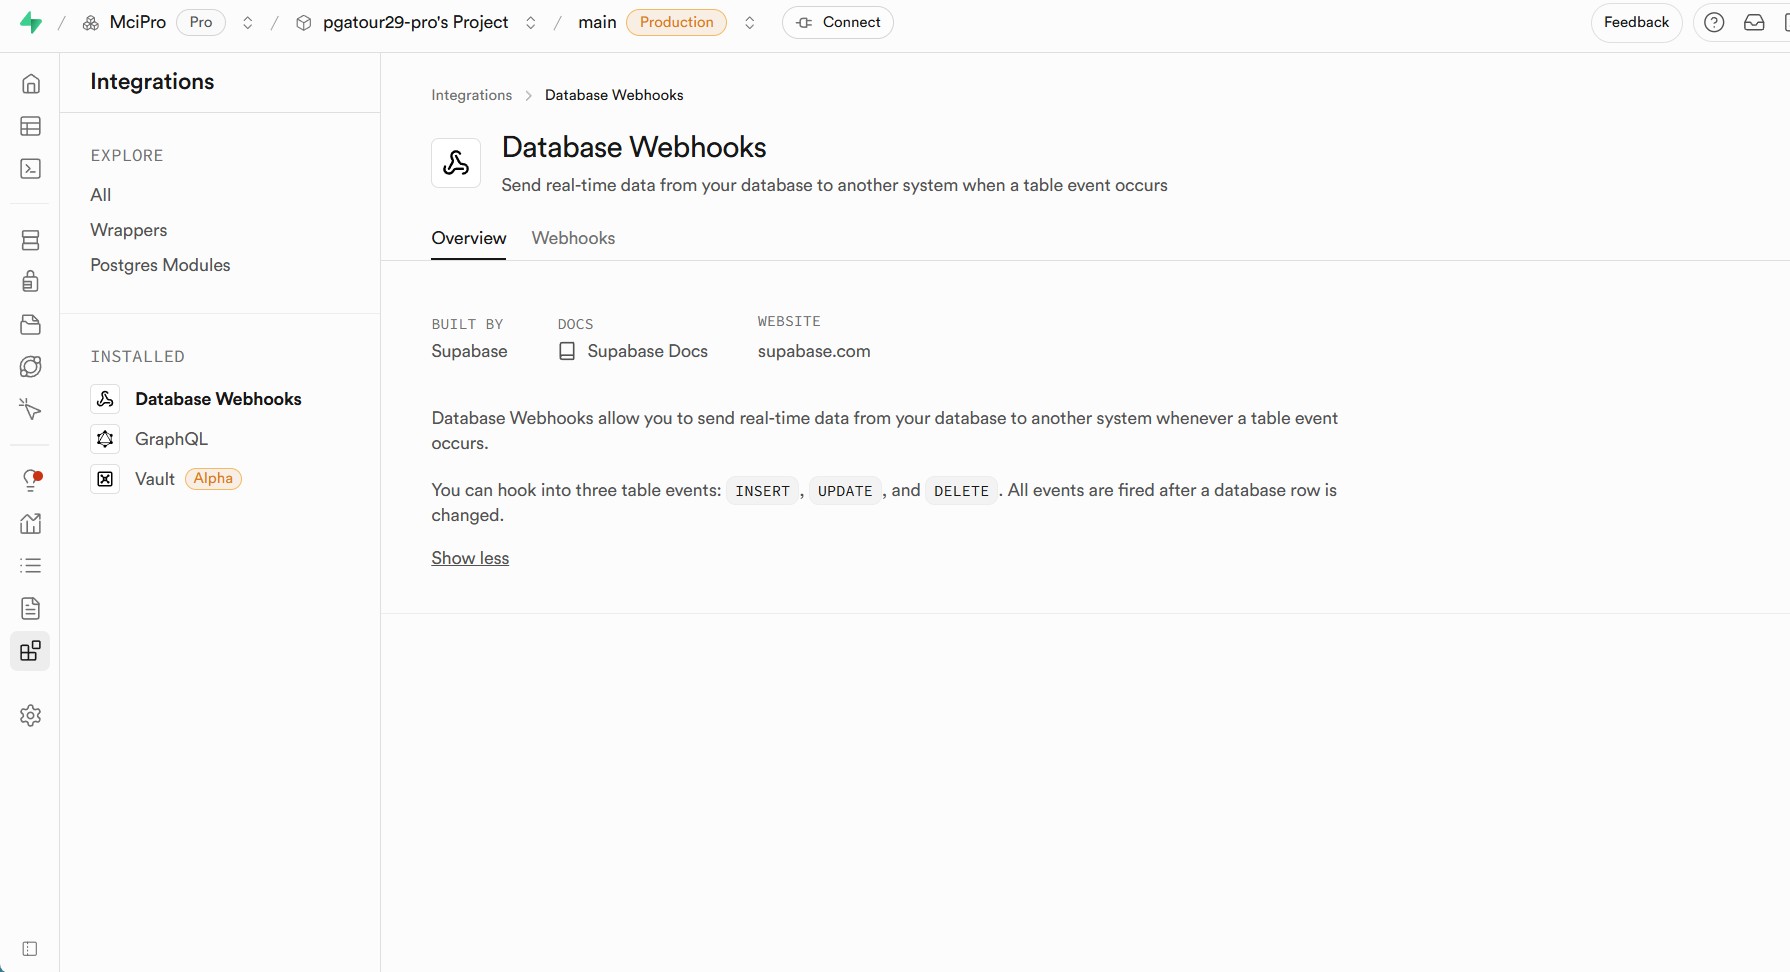 / MciPro Pro / pgatour29-pro's Project / main Production Connect Feedback
Integrations
EXPLORE
All
Wrappers
Postgres Modules
INSTALLED
Database Webhooks
GraphQL
Vault Alpha
Integrations > Database Webhooks
Database Webhooks
Send real-time data from your database to another system when a table event occurs
Overview Webhooks
BUILT BY
Supabase
DOCS
Supabase Docs
WEBSITE
supabase.com
Database Webhooks allow you to send real-time data from your database to another system whenever a table event
occurs.
You can hook into three table events: INSERT, UPDATE, and DELETE. All events are fired after a database row is
changed.
Show less